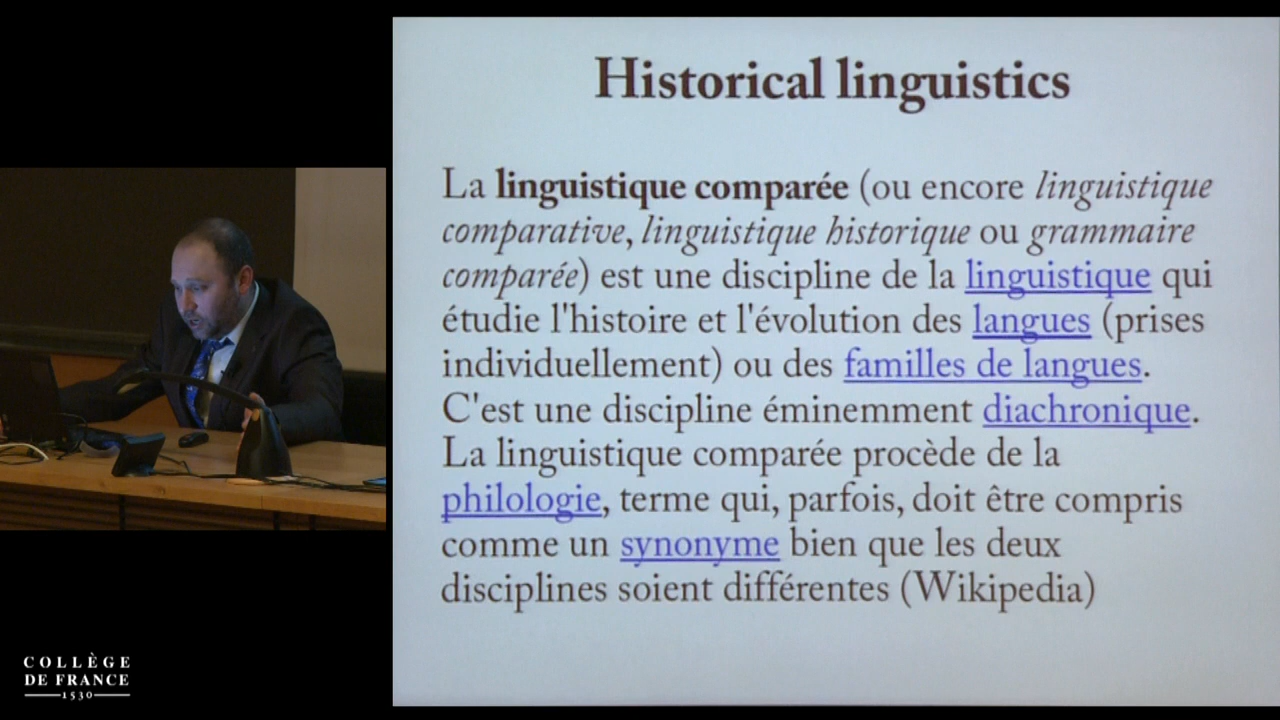 Historical linguistics
La linguistique comparée (ou encore linguistique
comparative, linguistique historique ou grammaire
comparée) est une discipline de la linguistique qui
étudie l'histoire et l'évolution des langues (prises
individuellement) ou des familles de langues.
C'est une discipline éminemment diachronique.
La linguistique comparée procède de la
philologie, terme qui, parfois, doit être compris
comme un synonyme bien que les deux
disciplines soient différentes (Wikipedia)
COLLÈGE
DE FRANCE
1530